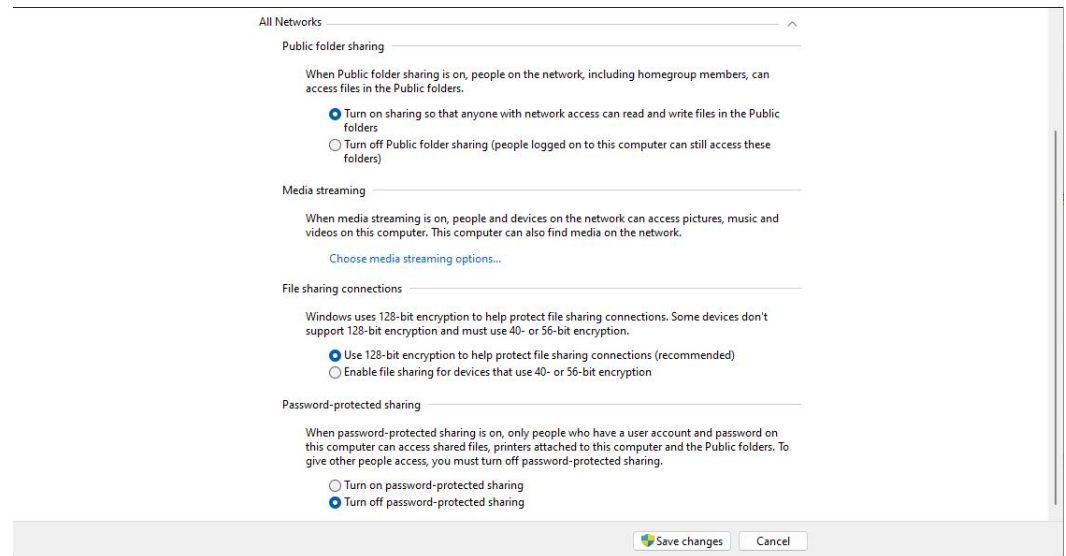 All Networks
Public folder sharing
When Public folder sharing is on, people on the network, including homegroup members, can
access files in the Public folders.
Turn on sharing so that anyone with network access can read and write files in the Public
folders
Turn off Public folder sharing (people logged on to this computer can still access these
folders)
Media streaming
When media streaming is on, people and devices on the network can access pictures, music and
videos on this computer. This computer can also find media on the network.
Choose media streaming options...
File sharing connections
Windows uses 128-bit encryption to help protect file sharing connections. Some devices don't
support 128-bit encryption and must use 40- or 56-bit encryption.
Use 128-bit encryption to help protect file sharing connections (recommended)
Enable file sharing for devices that use 40- or 56-bit encryption
Password-protected sharing
When password-protected sharing is on, only people who have a user account and password on
this computer can access shared files, printers attached to this computer and the Public folders. To
give other people access, you must turn off password-protected sharing.
Turn on password-protected sharing
Turn off password-protected sharing
Save changes Cancel